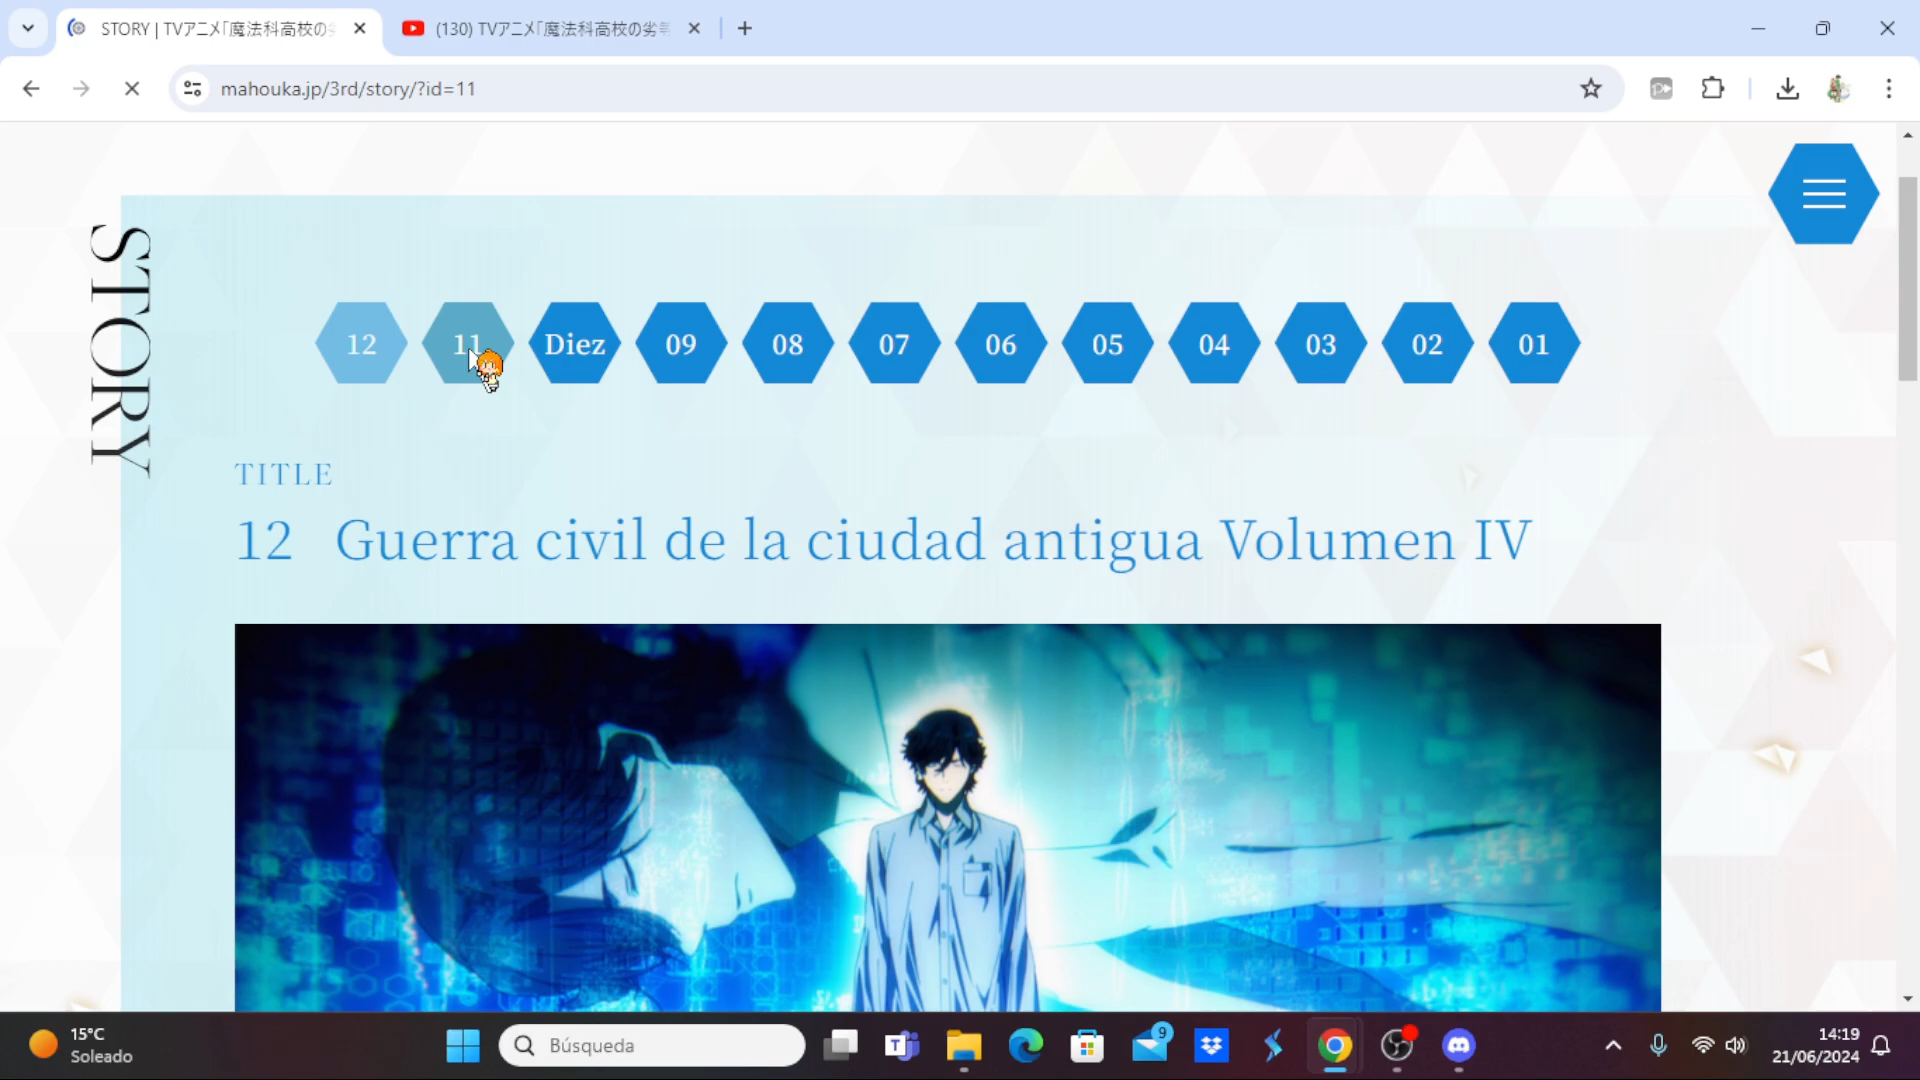 STORY | TVアニメ「魔法科高校の劣
(130) TVアニメ「魔法科高校の劣等
mahouka.jp/3rd/story/?id=11
STORY
12 11 Diez 09 08 07 06 05 04 03 02 01
TITLE
12 Guerra civil de la ciudad antigua Volumen IV
15°C
Soleado
Búsqueda
T
9
14:19
21/06/2024